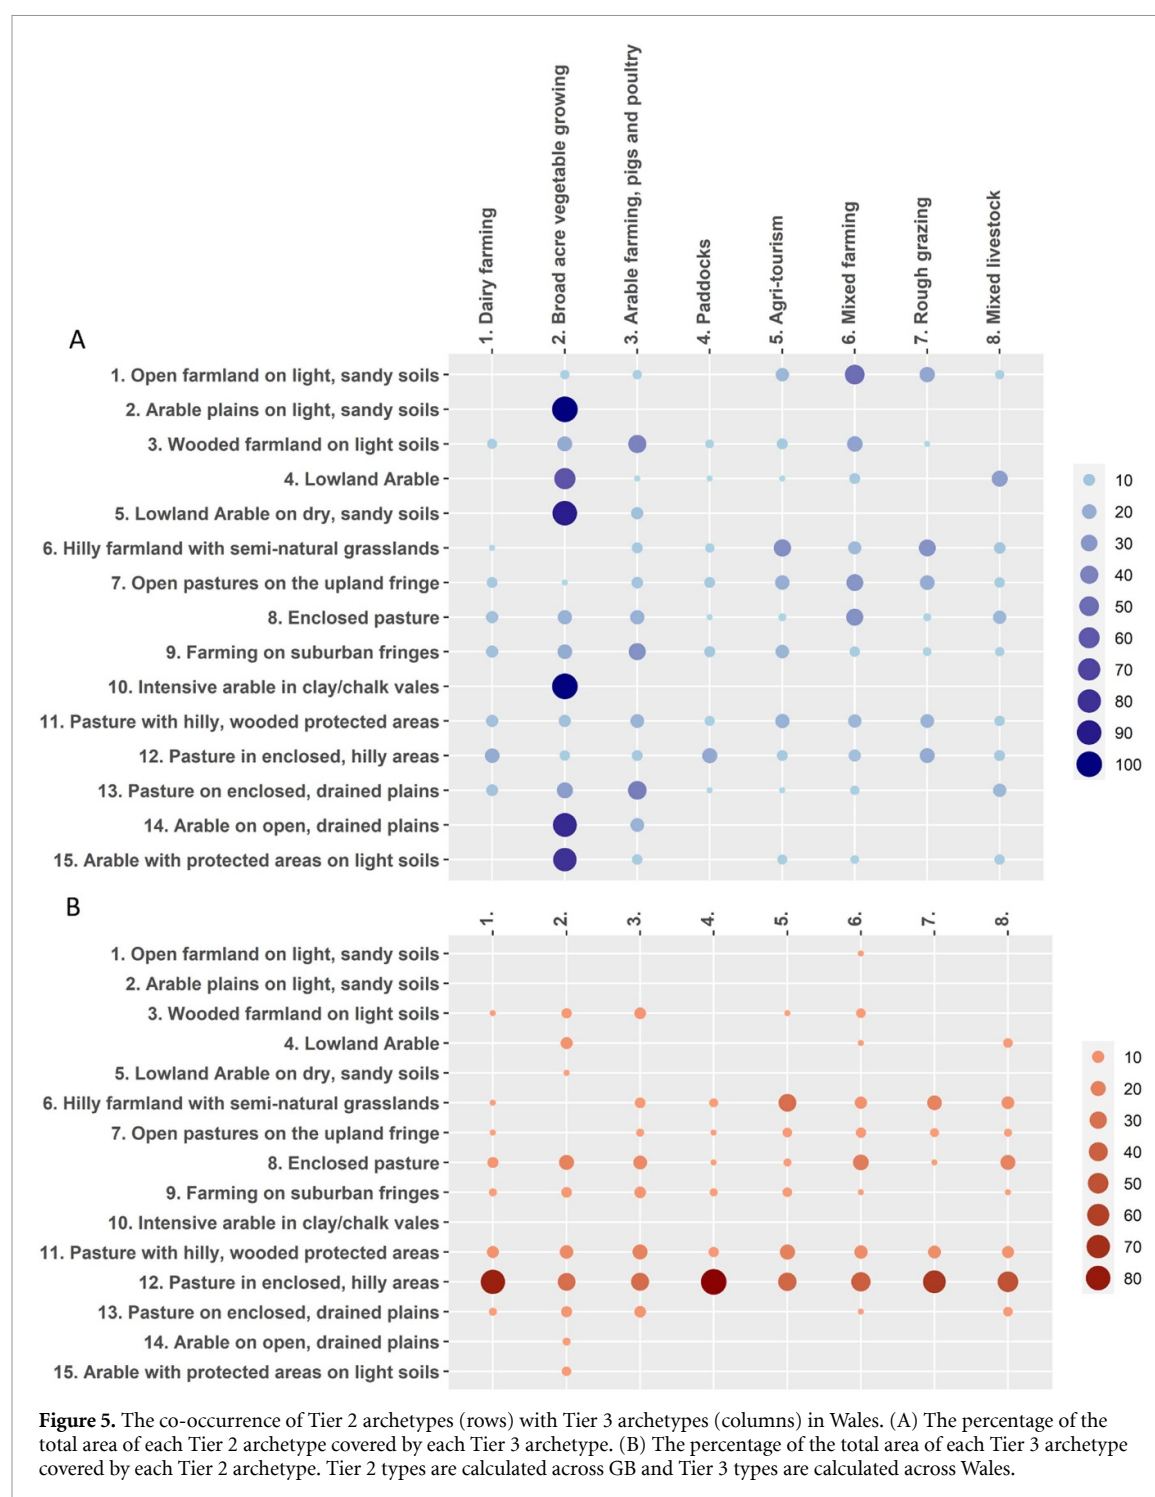 1. Dairy farming
2. Broad acre vegetable growing
3. Arable farming, pigs and poultry
4. Paddocks
5. Agri-tourism
6. Mixed farming
7. Rough grazing
8. Mixed livestock
A
1. Open farmland on light, sandy soils
2. Arable plains on light, sandy soils
3. Wooded farmland on light soils
4. Lowland Arable
5. Lowland Arable on dry, sandy soils
6. Hilly farmland with semi-natural grasslands
7. Open pastures on the upland fringe
8. Enclosed pasture
9. Farming on suburban fringes
10. Intensive arable in clay/chalk vales
11. Pasture with hilly, wooded protected areas
12. Pasture in enclosed, hilly areas
13. Pasture on enclosed, drained plains
14. Arable on open, drained plains
15. Arable with protected areas on light soils
10
20
30
40
50
60
70
80
90
100
B
1.
2.
3.
4.
5.
6.
7.
8.
1. Open farmland on light, sandy soils
2. Arable plains on light, sandy soils
3. Wooded farmland on light soils
4. Lowland Arable
5. Lowland Arable on dry, sandy soils
6. Hilly farmland with semi-natural grasslands
7. Open pastures on the upland fringe
8. Enclosed pasture
9. Farming on suburban fringes
10. Intensive arable in clay/chalk vales
11. Pasture with hilly, wooded protected areas
12. Pasture in enclosed, hilly areas
13. Pasture on enclosed, drained plains
14. Arable on open, drained plains
15. Arable with protected areas on light soils
10
20
30
40
50
60
70
80
Figure 5. The co-occurrence of Tier 2 archetypes (rows) with Tier 3 archetypes (columns) in Wales. (A) The percentage of the
total area of each Tier 2 archetype covered by each Tier 3 archetype. (B) The percentage of the total area of each Tier 3 archetype
covered by each Tier 2 archetype. Tier 2 types are calculated across GB and Tier 3 types are calculated across Wales.